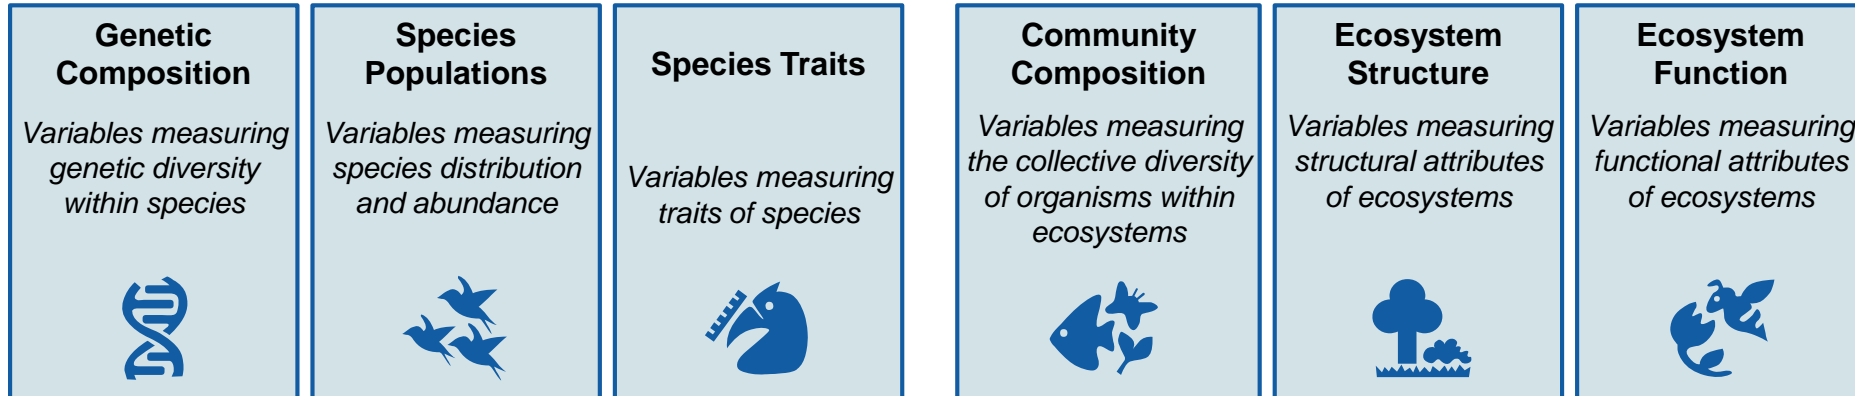 Genetic
Composition
Variables measuring
genetic diversity
within species
Species
Populations
Variables measuring
species distribution
and abundance
Species Traits
Variables measuring
traits of species
Community
Composition
Variables measuring
the collective diversity
of organisms within
ecosystems
Ecosystem
Structure
Variables measuring
structural attributes
of ecosystems
Ecosystem
Function
Variables measuring
functional attributes
of ecosystems